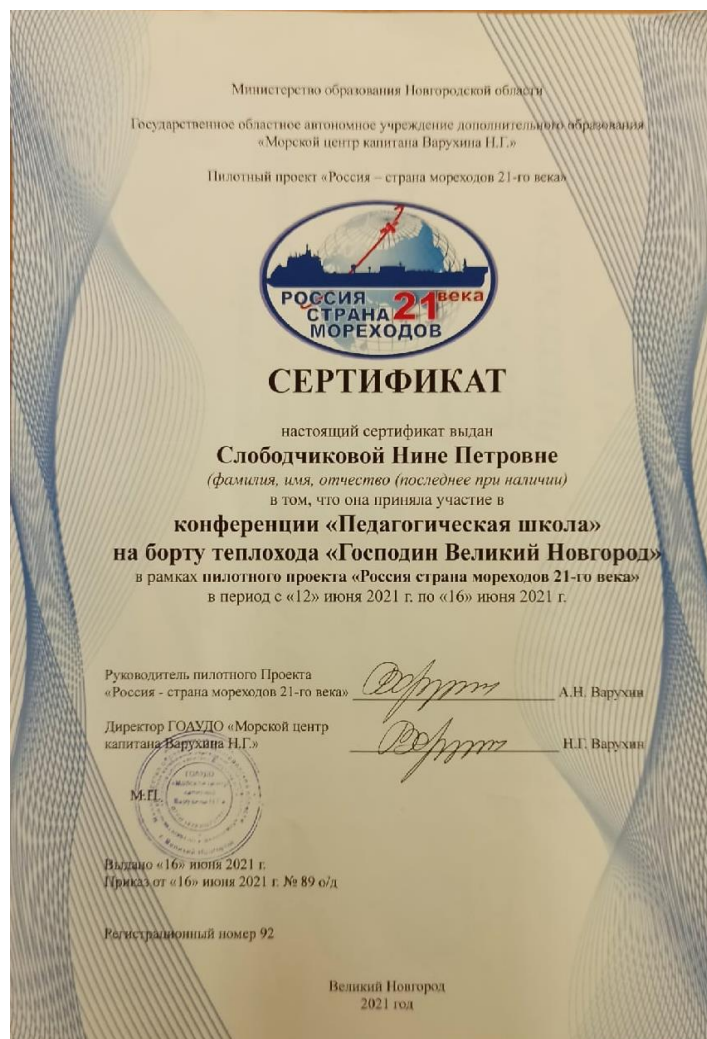 Министерство образования Новгородской области
Государственное областное автономное учреждение дополнительного образования
«Морской центр капитана Варухина Н.Г.»
Пилотный проект «Россия – страна мореходов 21-го века»
РОССИЯ 21 века
СТРАНА
МОРЕХОДОВ
СЕРТИФИКАТ
настоящий сертификат выдан
Слободчиковой Нине Петровне
(фамилия, имя, отчество (последнее при наличии)
в том, что она приняла участие в
конференции «Педагогическая школа»
на борту теплохода «Господин Великий Новгород»
в рамках пилотного проекта «Россия страна мореходов 21-го века»
в период с «12» июня 2021 г. по «16» июня 2021 г.
Руководитель пилотного Проекта
«Россия - страна мореходов 21-го века» А.Н. Варухин
Директор ГОАУДО «Морской центр
капитана Варухина Н.Г.» Н.Г. Варухин
М.П.
Выдано «16» июня 2021 г.
Приказ от «16» июня 2021 г. № 89 о/д
Регистрационный номер 92
Великий Новгород
2021 год